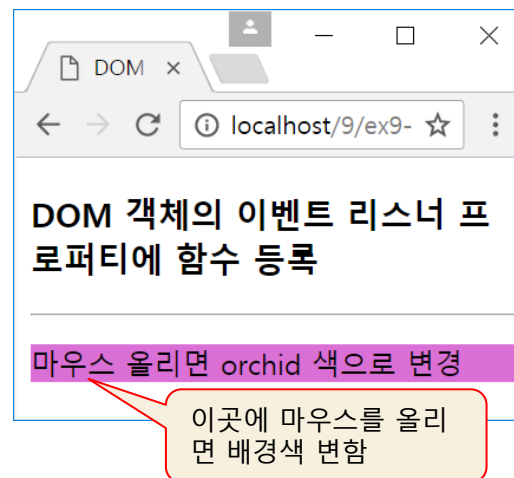 DOM
localhost/9/ex9-
DOM 객체의 이벤트 리스너 프
로퍼티에 함수 등록
마우스 올리면 orchid 색으로 변경
이곳에 마우스를 올리
면 배경색 변함